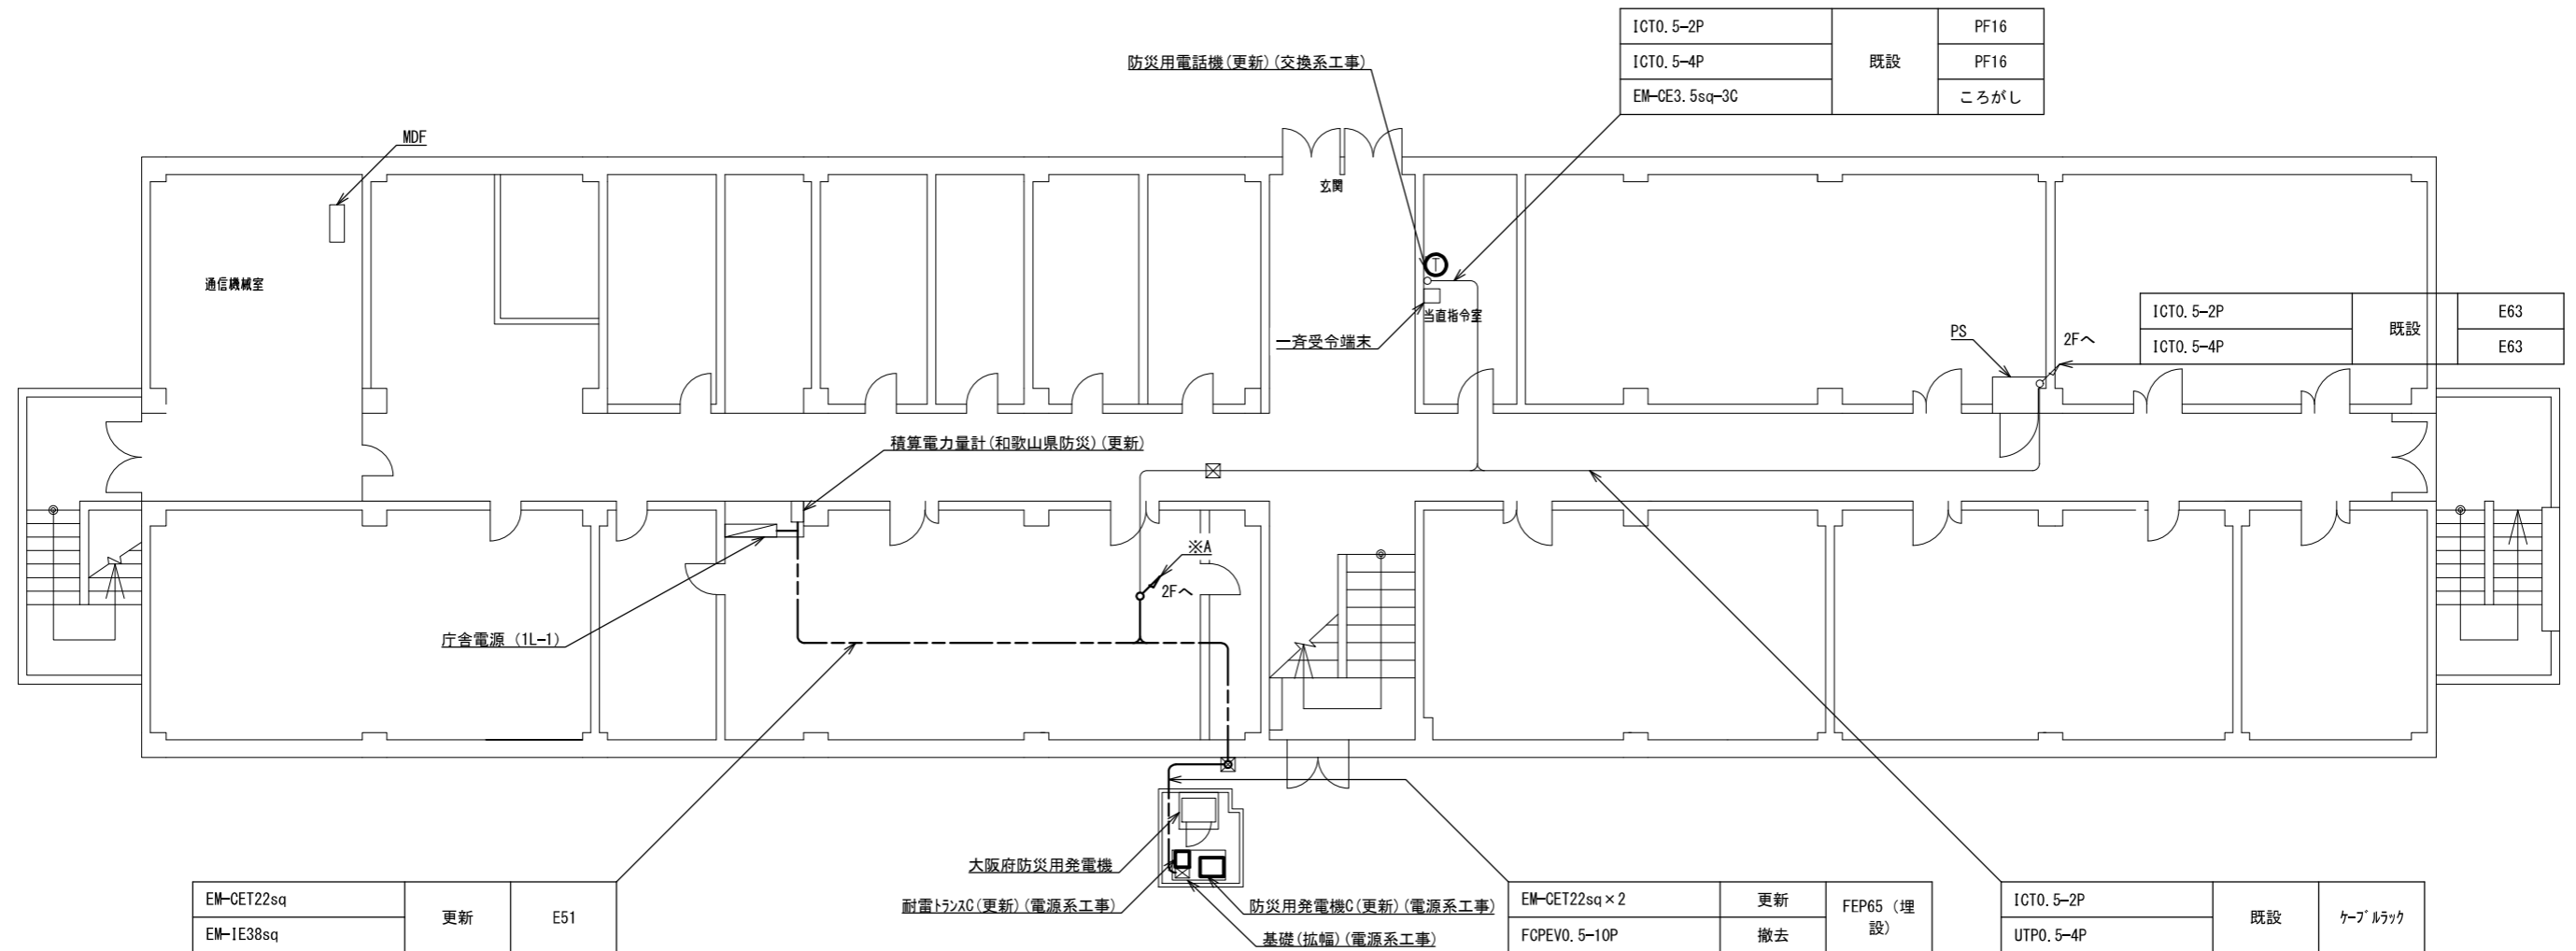 ICT0.5-2P 既設 PF16
ICT0.5-4P PF16
EM-CE3.5sq-3C ころがし
防災用電話機(更新)(交換系工事)
MDF
玄関
通信機械室
T
当直指令室
一斉受令端末
PS
2Fへ
ICT0.5-2P 既設 E63
ICT0.5-4P E63
積算電力量計(和歌山県防災)(更新)
※A
2Fへ
庁舎電源 (1L-1)
大阪府防災用発電機
耐雷トランスC(更新)(電源系工事)
防災用発電機C(更新)(電源系工事)
基礎(拡幅)(電源系工事)
EM-CET22sq 更新 E51
EM-IE38sq
EM-CET22sq×2 更新 FEP65 (埋
設)
FCPEV0.5-10P 撤去
ICT0.5-2P 既設 ケーブルラック
UTP0.5-4P